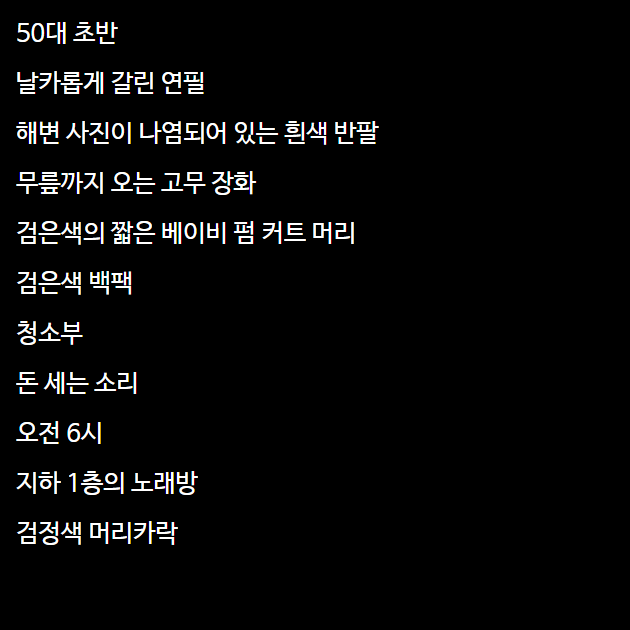 50대 초반
날카롭게 갈린 연필
해변 사진이 나염되어 있는 흰색 반팔
무릎까지 오는 고무 장화
검은색의 짧은 베이비 펌 커트 머리
검은색 백팩
청소부
돈 세는 소리
오전 6시
지하 1층의 노래방
검정색 머리카락